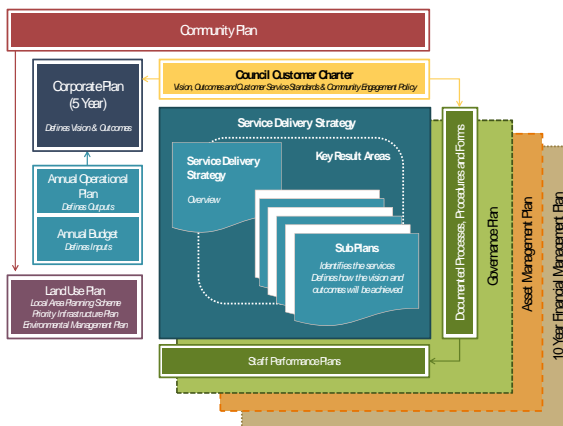 Community Plan
Corporate Plan
(5 Year)
Defines Vision & Outcomes
Council Customer Charter
Vision, Outcomes and Customer Service Standards & Community Engagement Policy
Annual Operational
Plan
Defines Outputs
Annual Budget
Defines Inputs
Land Use Plan
Local Area Planning Scheme
Priority Infrastructure Plan
Environmental Management Plan
Service Delivery Strategy
Service Delivery
Strategy
Overview
Key Result Areas
Sub Plans
Identifies the services
Defines how the vision and
outcomes will be achieved
Documented Processes, Procedures and Forms
Governance Plan
Asset Management Plan
10 Year Financial Management Plan
Staff Performance Plans